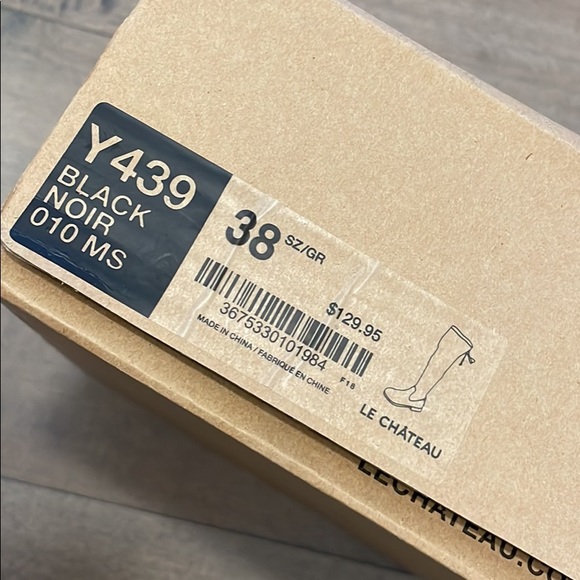 Y439
BLACK
NOIR
010 MS
38 SZ/GR
$129.95
3675330101984
MADE IN CHINA / FABRIQUÉ EN CHINE
F18
LE CHÂTEAU
LECHATEAU.CO